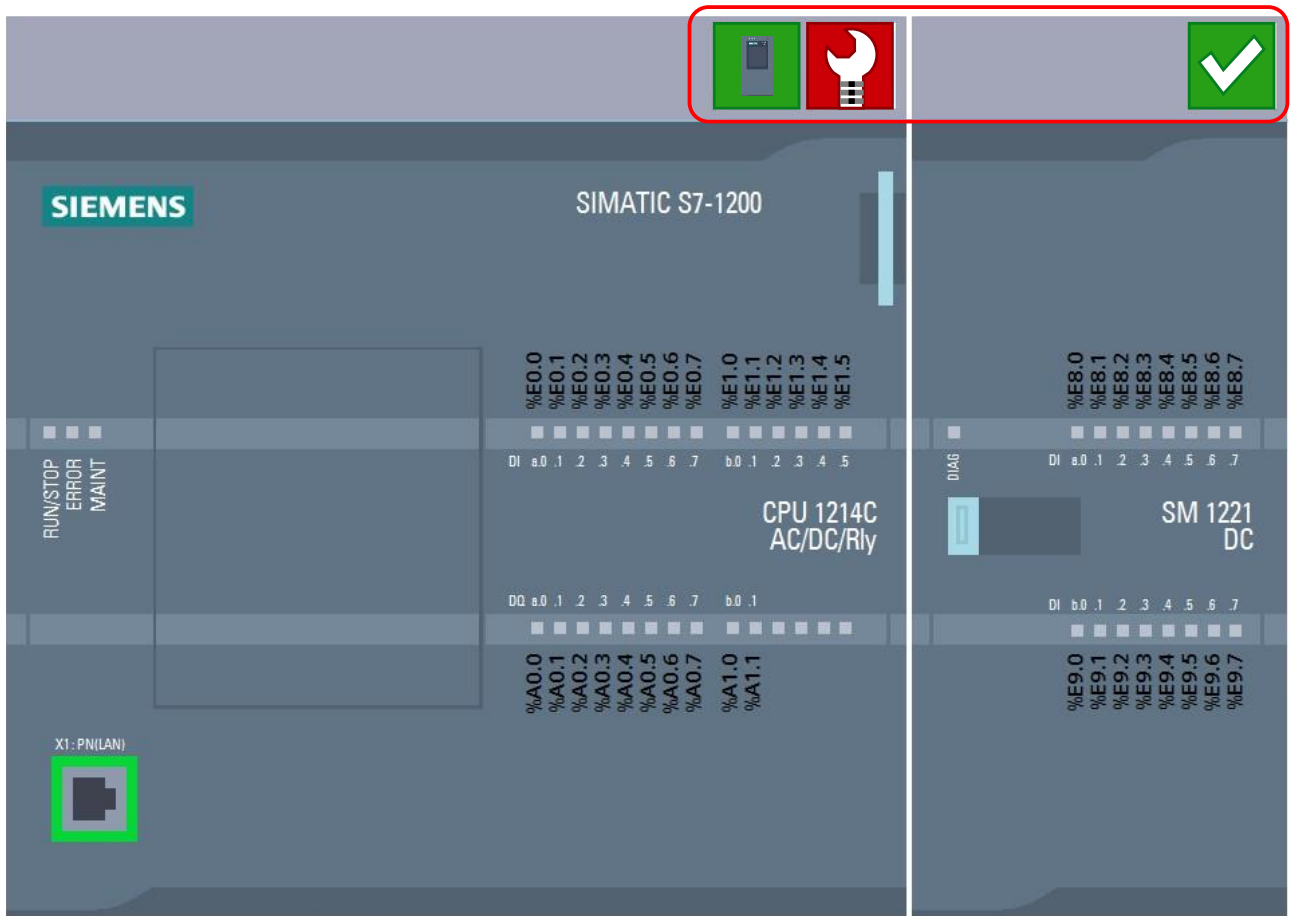 SIEMENS
SIMATIC S7-1200
%E0.0 %E0.1 %E0.2 %E0.3 %E0.4 %E0.5 %E0.6 %E0.7 %E1.0 %E1.1 %E1.2 %E1.3 %E1.4 %E1.5
DI a.0 .1 .2 .3 .4 .5 .6 .7 b.0 .1 .2 .3 .4 .5
RUN/STOP
ERROR
MAINT
CPU 1214C
AC/DC/Rly
DQ a.0 .1 .2 .3 .4 .5 .6 .7 b.0 .1
%A0.0 %A0.1 %A0.2 %A0.3 %A0.4 %A0.5 %A0.6 %A0.7 %A1.0 %A1.1
X1: PN(LAN)
%E8.0 %E8.1 %E8.2 %E8.3 %E8.4 %E8.5 %E8.6 %E8.7
DIAG
DI a.0 .1 .2 .3 .4 .5 .6 .7
SM 1221
DC
DI b.0 .1 .2 .3 .4 .5 .6 .7
%E9.0 %E9.1 %E9.2 %E9.3 %E9.4 %E9.5 %E9.6 %E9.7